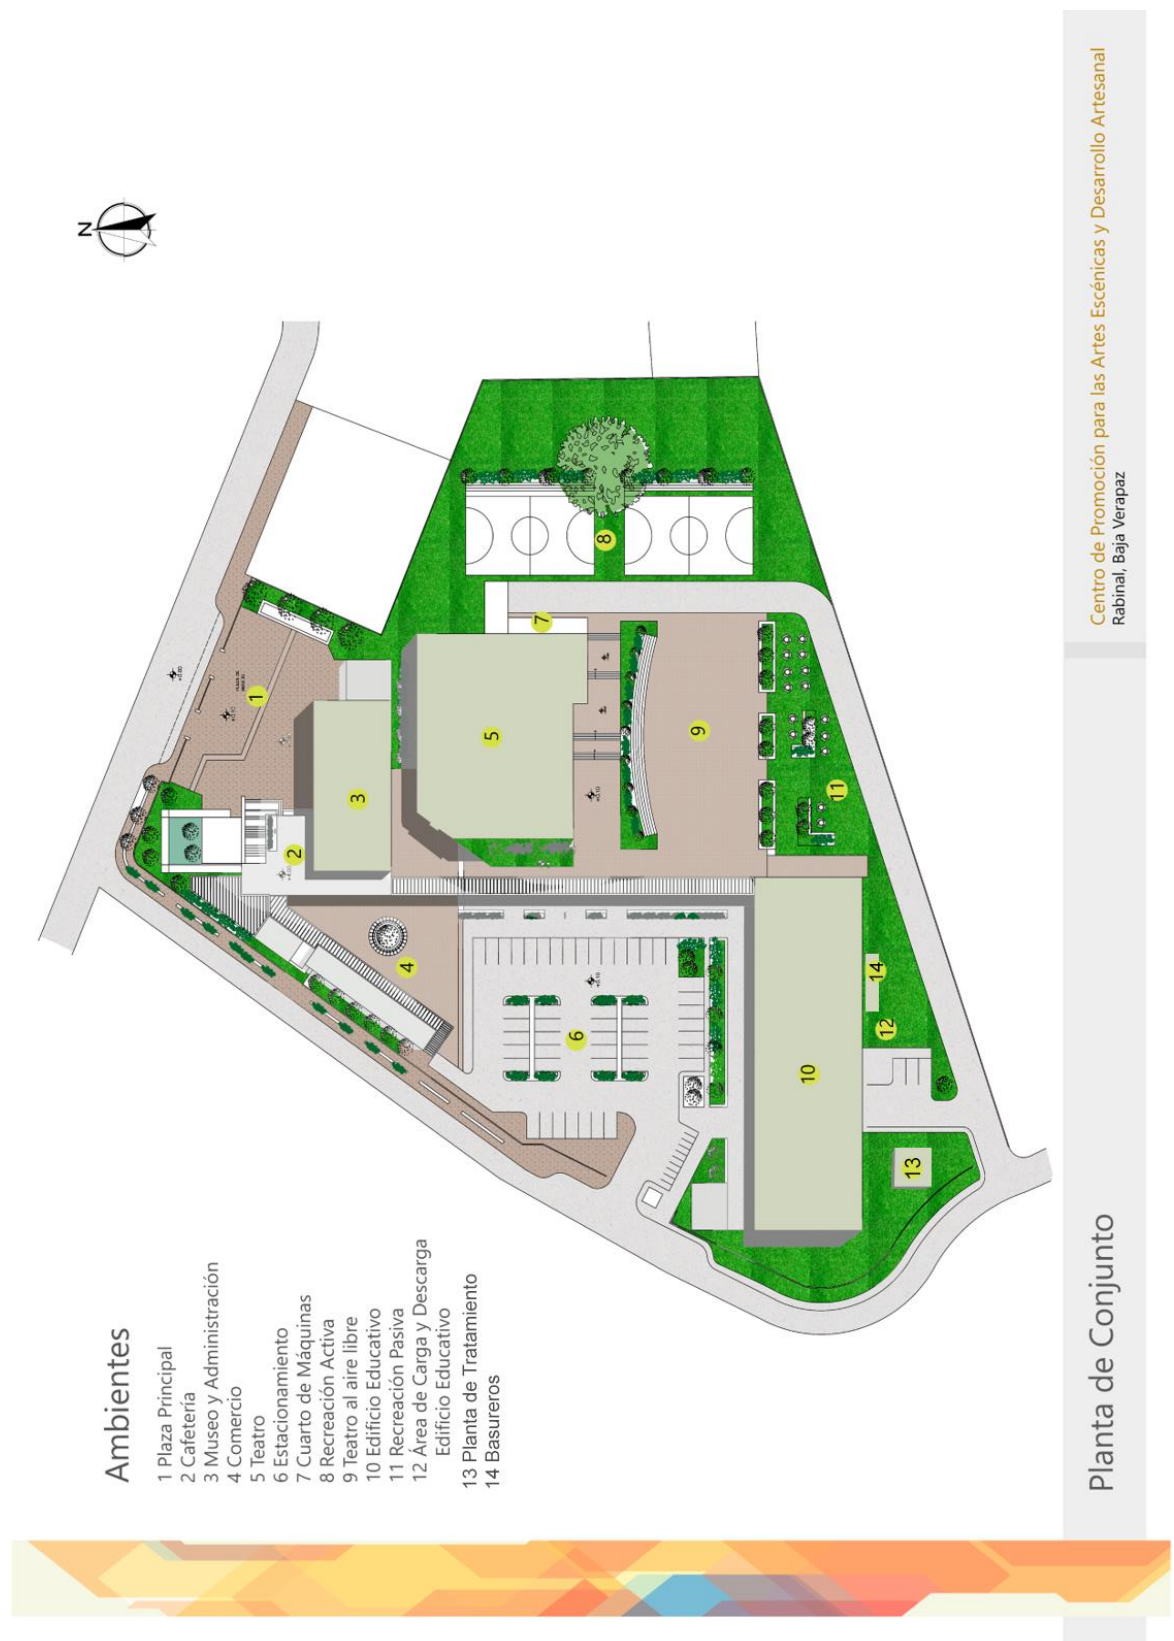 Ambientes
1 Plaza Principal
2 Cafetería
3 Museo y Administración
4 Comercio
5 Teatro
6 Estacionamiento
7 Cuarto de Máquinas
8 Recreación Activa
9 Teatro al aire libre
10 Edificio Educativo
11 Recreación Pasiva
12 Área de Carga y Descarga
Edificio Educativo
13 Planta de Tratamiento
14 Basureros
N
1
2
3
4
5
6
7
8
9
10
11
12
13
14
Planta de Conjunto
Centro de Promoción para las Artes Escénicas y Desarrollo Artesanal
Rabinal, Baja Verapaz